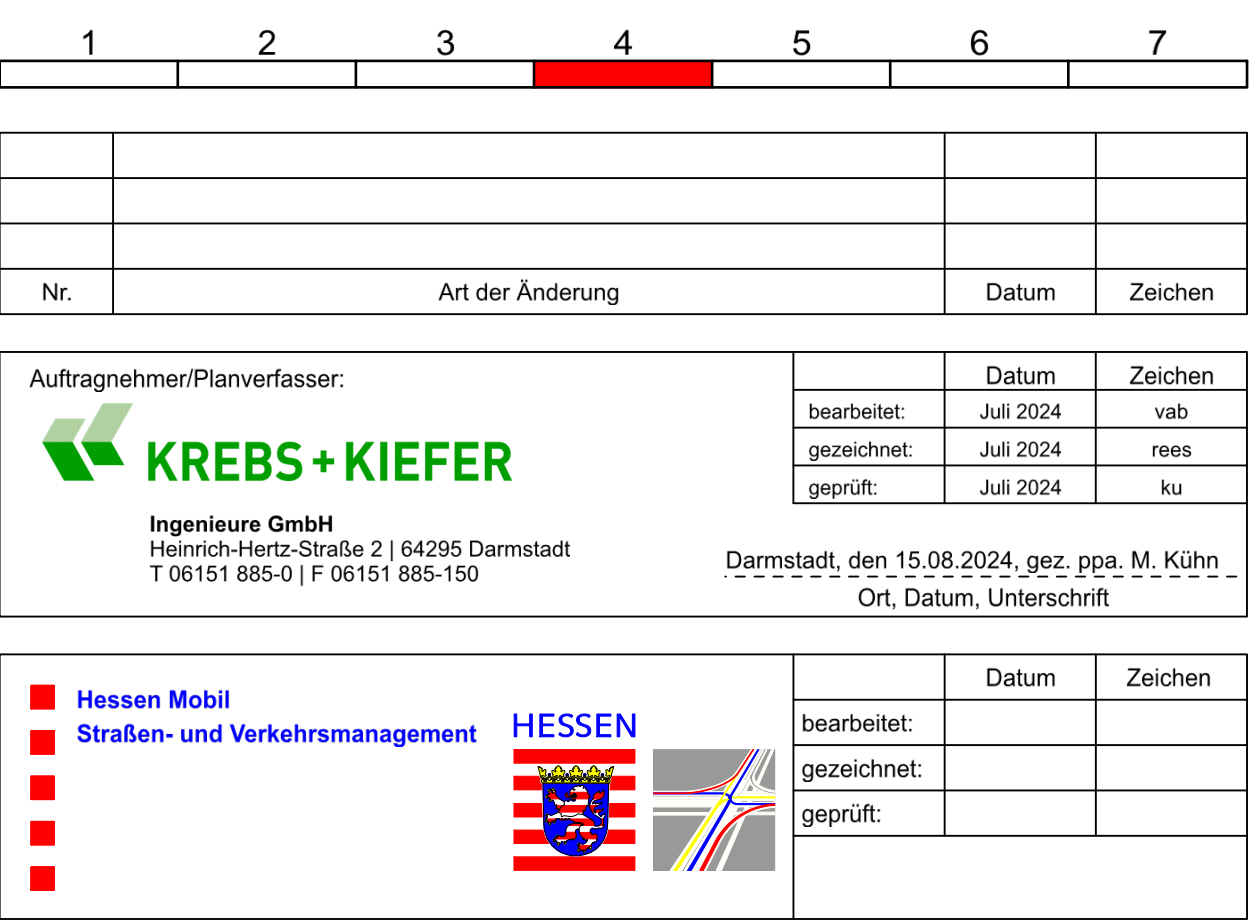 1 2 3 4 5 6 7
Nr. Art der Änderung Datum Zeichen
Auftragnehmer/Planverfasser:
KREBS+KIEFER
Ingenieure GmbH
Heinrich-Hertz-Straße 2 | 64295 Darmstadt
T 06151 885-0 | F 06151 885-150
Datum Zeichen
bearbeitet: Juli 2024 vab
gezeichnet: Juli 2024 rees
geprüft: Juli 2024 ku
Darmstadt, den 15.08.2024, gez. ppa. M. Kühn
Ort, Datum, Unterschrift
Hessen Mobil
Straßen- und Verkehrsmanagement
HESSEN
Datum Zeichen
bearbeitet:
gezeichnet:
geprüft: